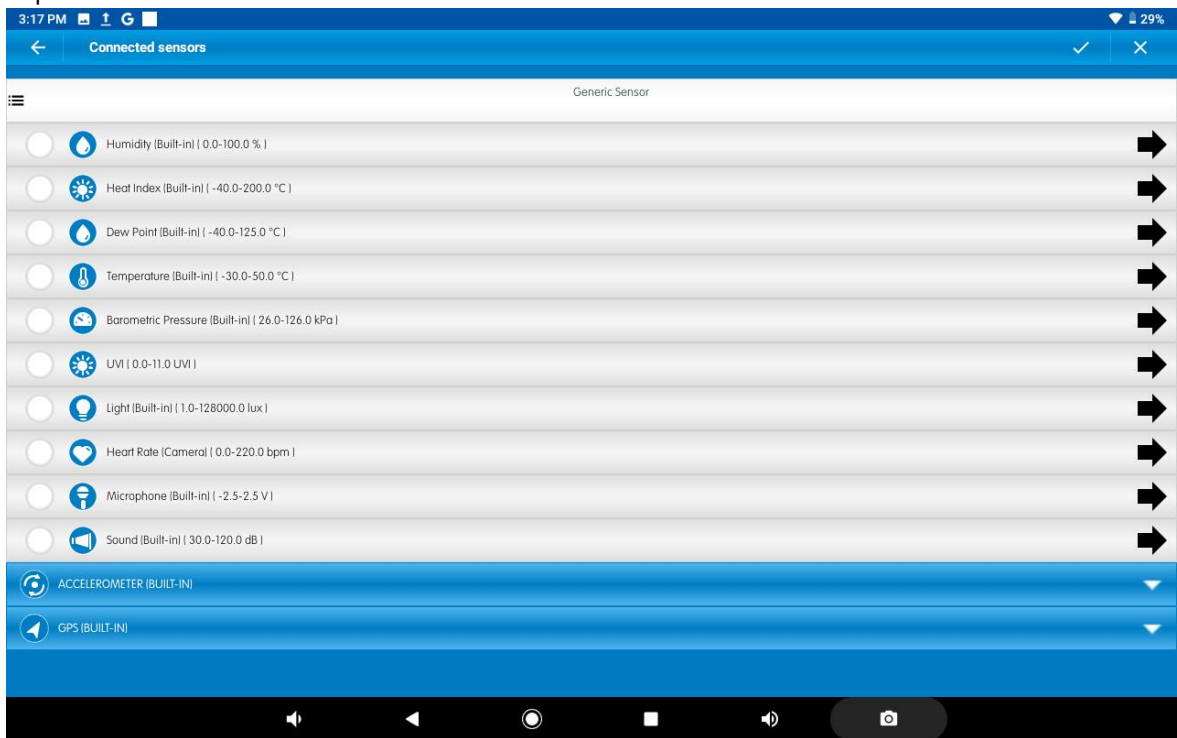 3:17 PM G 29%
Connected sensors
Generic Sensor
Humidity (Built-in) ( 0.0-100.0 % )
Heat Index (Built-in) ( -40.0-200.0 °C )
Dew Point (Built-in) ( -40.0-125.0 °C )
Temperature (Built-in) ( -30.0-50.0 °C )
Barometric Pressure (Built-in) ( 26.0-126.0 kPa )
UVI ( 0.0-11.0 UVI )
Light (Built-in) ( 1.0-128000.0 lux )
Heart Rate (Camera) ( 0.0-220.0 bpm )
Microphone (Built-in) ( -2.5-2.5 V )
Sound (Built-in) ( 30.0-120.0 dB )
ACCELEROMETER (BUILT-IN)
GPS (BUILT-IN)